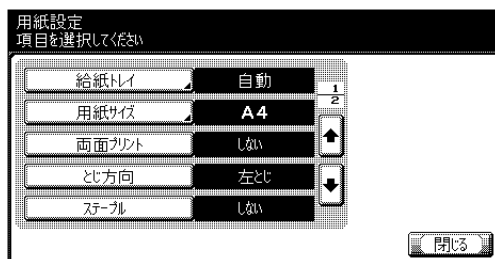 用紙設定
項目を選択してください
給紙トレイ 自動
用紙サイズ A4
両面プリント しない
とじ方向 左とじ
ステープル しない
1
2
閉じる